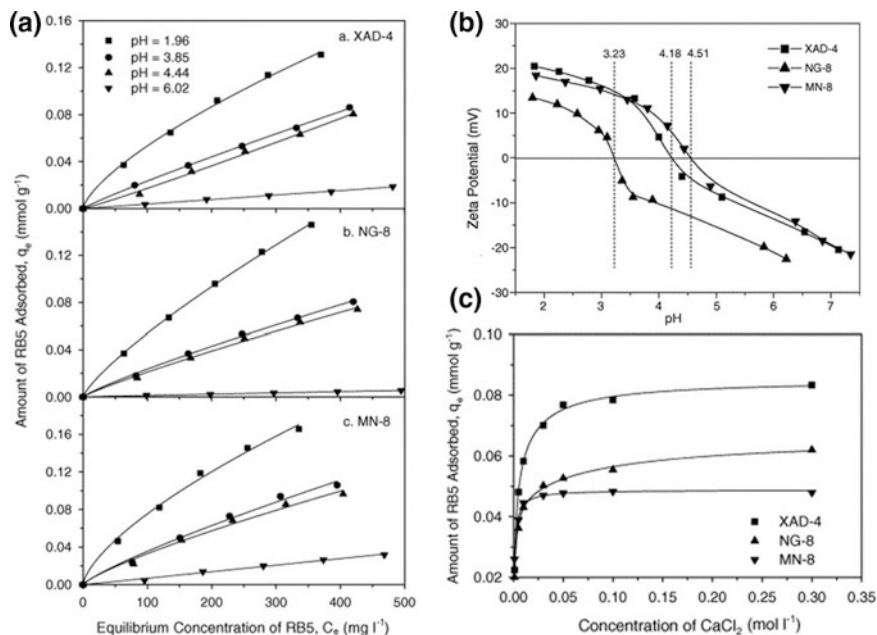 (a)
a. XAD-4
pH = 1.96
pH = 3.85
pH = 4.44
pH = 6.02
0.16
0.12
0.08
0.04
0.00
b. NG-8
0.16
0.12
0.08
0.04
0.00
c. MN-8
0.16
0.12
0.08
0.04
0.00
0 100 200 300 400 500
Amount of RB5 Adsorbed, qₑ (mmol g⁻¹)
Equilibrium Concentration of RB5, Cₑ (mg l⁻¹)
(b)
3.23 4.18 4.51
XAD-4
NG-8
MN-8
30
20
10
0
-10
-20
-30
2 3 4 5 6 7
Zeta Potential (mV)
pH
(c)
0.10
0.08
0.06
0.04
0.02
0.00 0.05 0.10 0.15 0.20 0.25 0.30
XAD-4
NG-8
MN-8
Amount of RB5 Adsorbed, qₑ (mmol g⁻¹)
Concentration of CaCl₂ (mol l⁻¹)